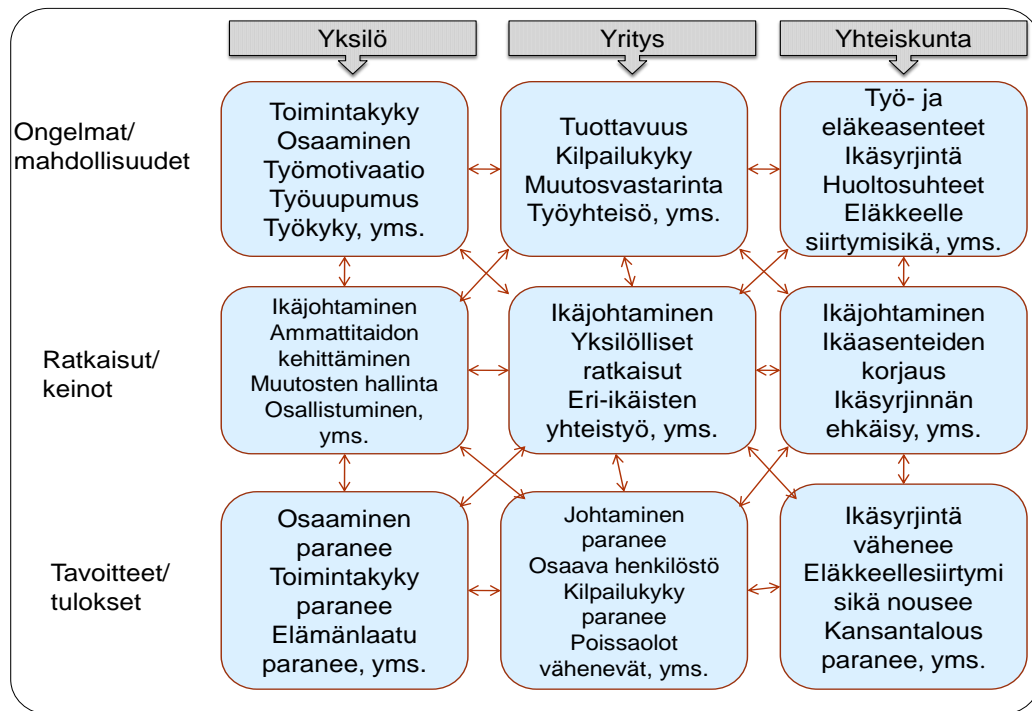 Yksilö
Yritys
Yhteiskunta
Ongelmat/
mahdollisuudet
Toimintakyky
Osaaminen
Työmotivaatio
Työuupumus
Työkyky, yms.
Tuottavuus
Kilpailukyky
Muutosvastarinta
Työyhteisö, yms.
Työ- ja
eläkeasenteet
Ikäsyrjintä
Huoltosuhteet
Eläkkeelle
siirtymisikä, yms.
Ratkaisut/
keinot
Ikäjohtaminen
Ammattitaidon
kehittäminen
Muutosten hallinta
Osallistuminen,
yms.
Ikäjohtaminen
Yksilölliset
ratkaisut
Eri-ikäisten
yhteistyö, yms.
Ikäjohtaminen
Ikäasenteiden
korjaus
Ikäsyrjinnän
ehkäisy, yms.
Tavoitteet/
tulokset
Osaaminen
paranee
Toimintakyky
paranee
Elämänlaatu
paranee, yms.
Johtaminen
paranee
Osaava henkilöstö
Kilpailukyky
paranee
Poissaolot
vähenevät, yms.
Ikäsyrjintä
vähenee
Eläkkeellesiirtymi
sikä nousee
Kansantalous
paranee, yms.